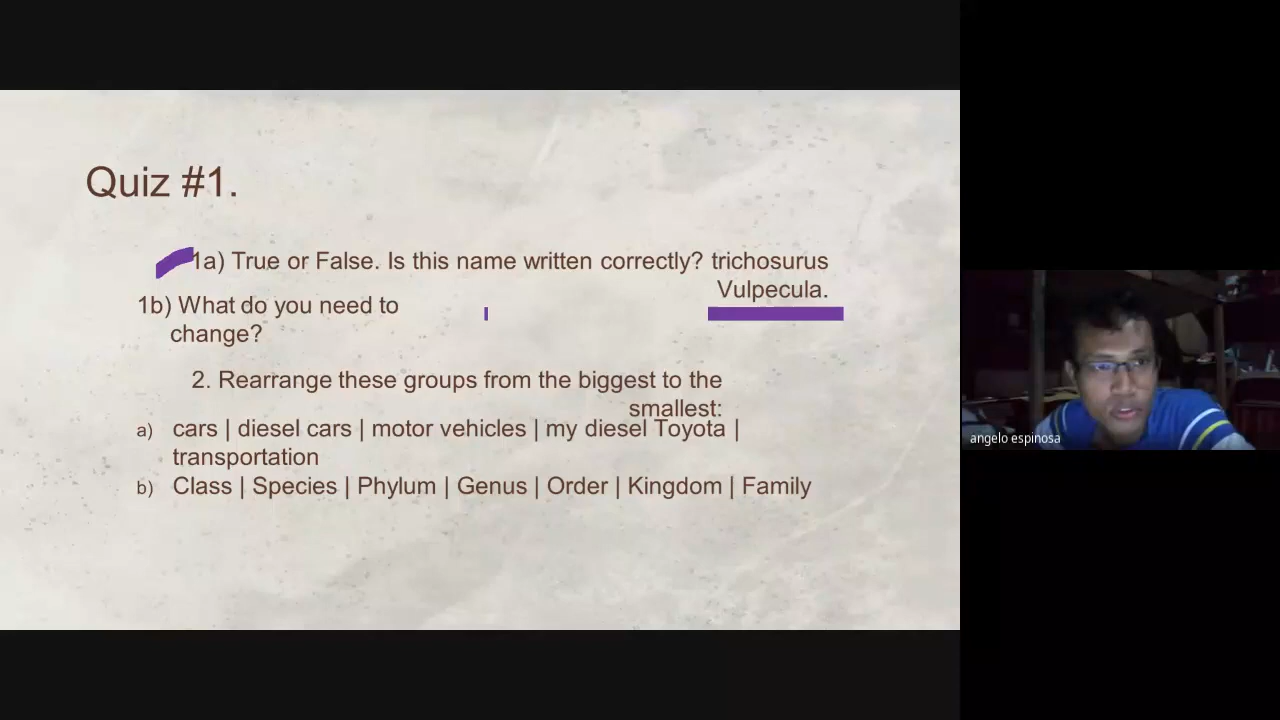 Quiz #1.
1a) True or False. Is this name written correctly? trichosurus
Vulpecula.
1b) What do you need to
change?
2. Rearrange these groups from the biggest to the
smallest:
a) cars | diesel cars | motor vehicles | my diesel Toyota |
transportation
b) Class | Species | Phylum | Genus | Order | Kingdom | Family
angelo espinosa